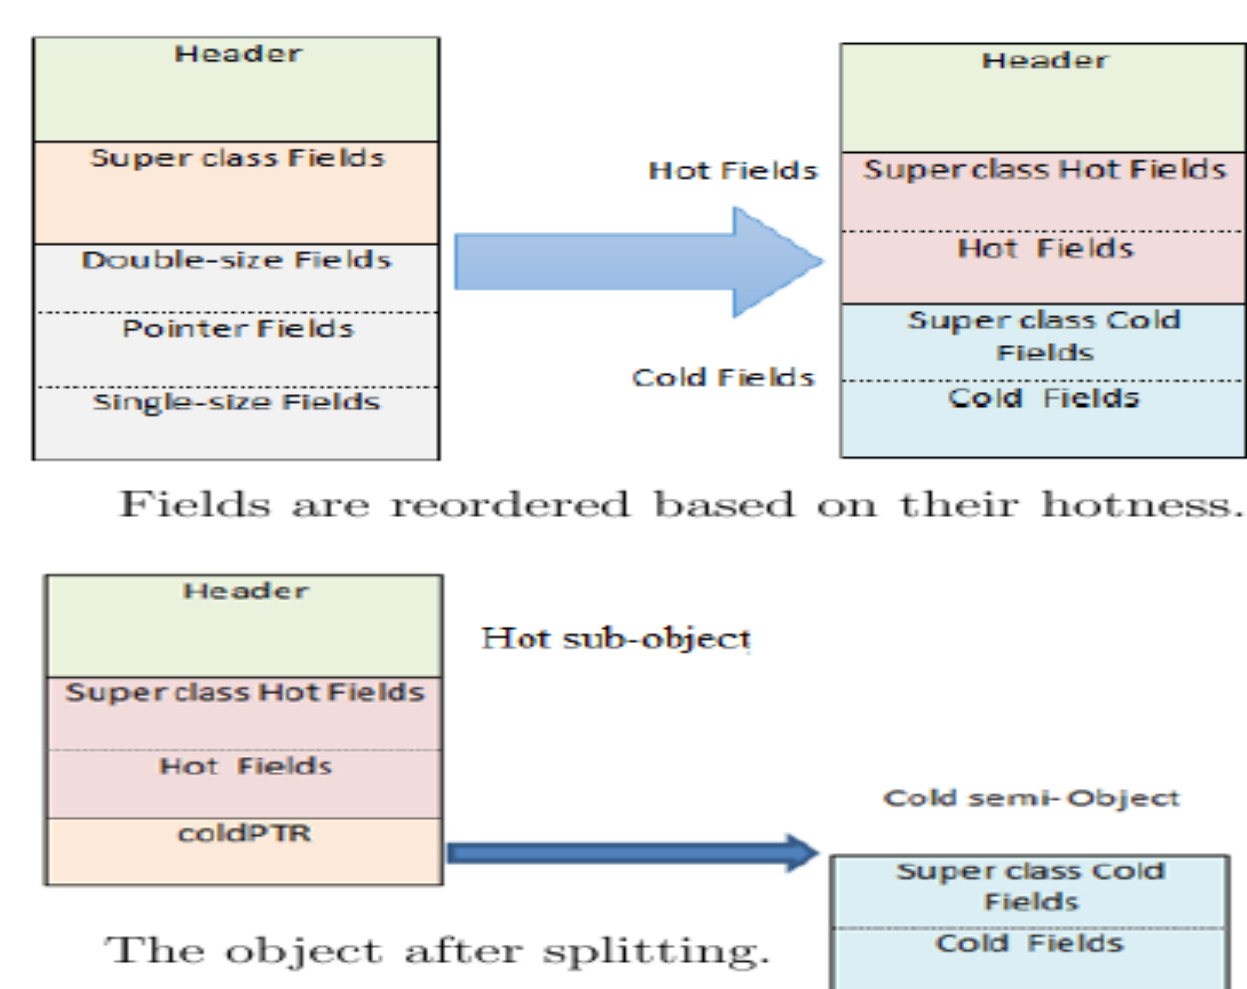 Header
Super class Fields
Double-size Fields
Pointer Fields
Single-size Fields
Hot Fields
Cold Fields
Header
Super class Hot Fields
Hot Fields
Super class Cold
Fields
Cold Fields
Fields are reordered based on their hotness.
Header
Super class Hot Fields
Hot Fields
coldPTR
Hot sub-object
Cold semi-Object
Super class Cold
Fields
Cold Fields
The object after splitting.